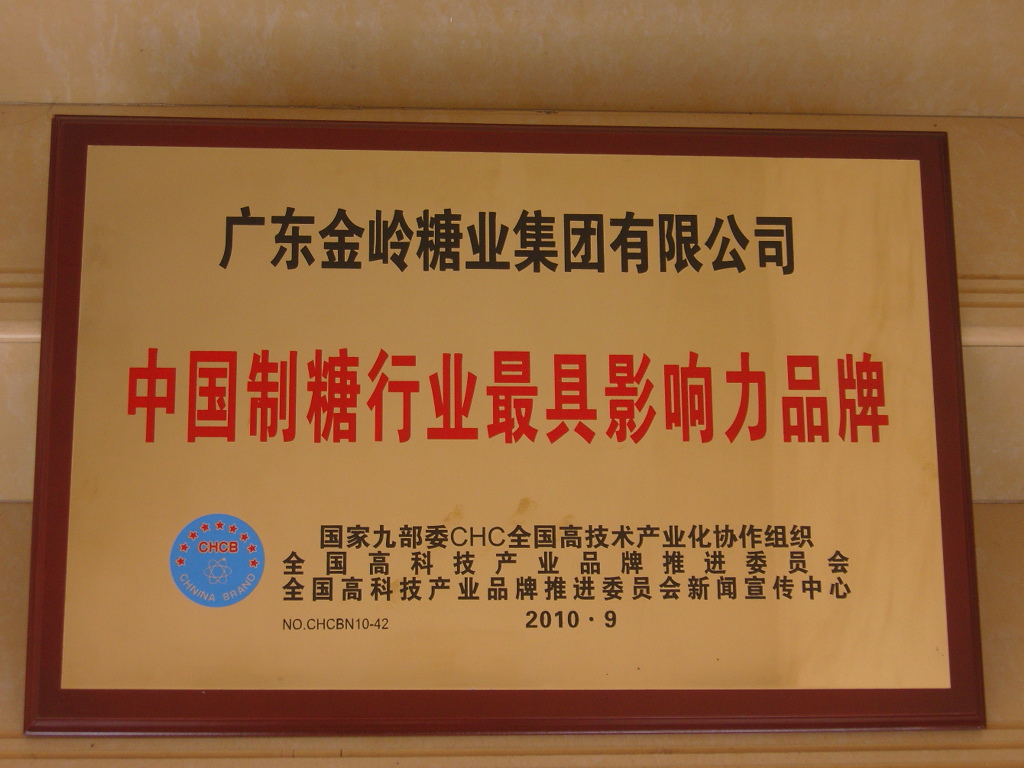 广东金岭糖业集团有限公司
中国制糖行业最具影响力品牌
CHCB
CHNINA BRAND
国家九部委CHC全国高技术产业化协作组织
全国高科技产业品牌推进委员会
全国高科技产业品牌推进委员会新闻宣传中心
NO.CHCBN10-42
2010·9